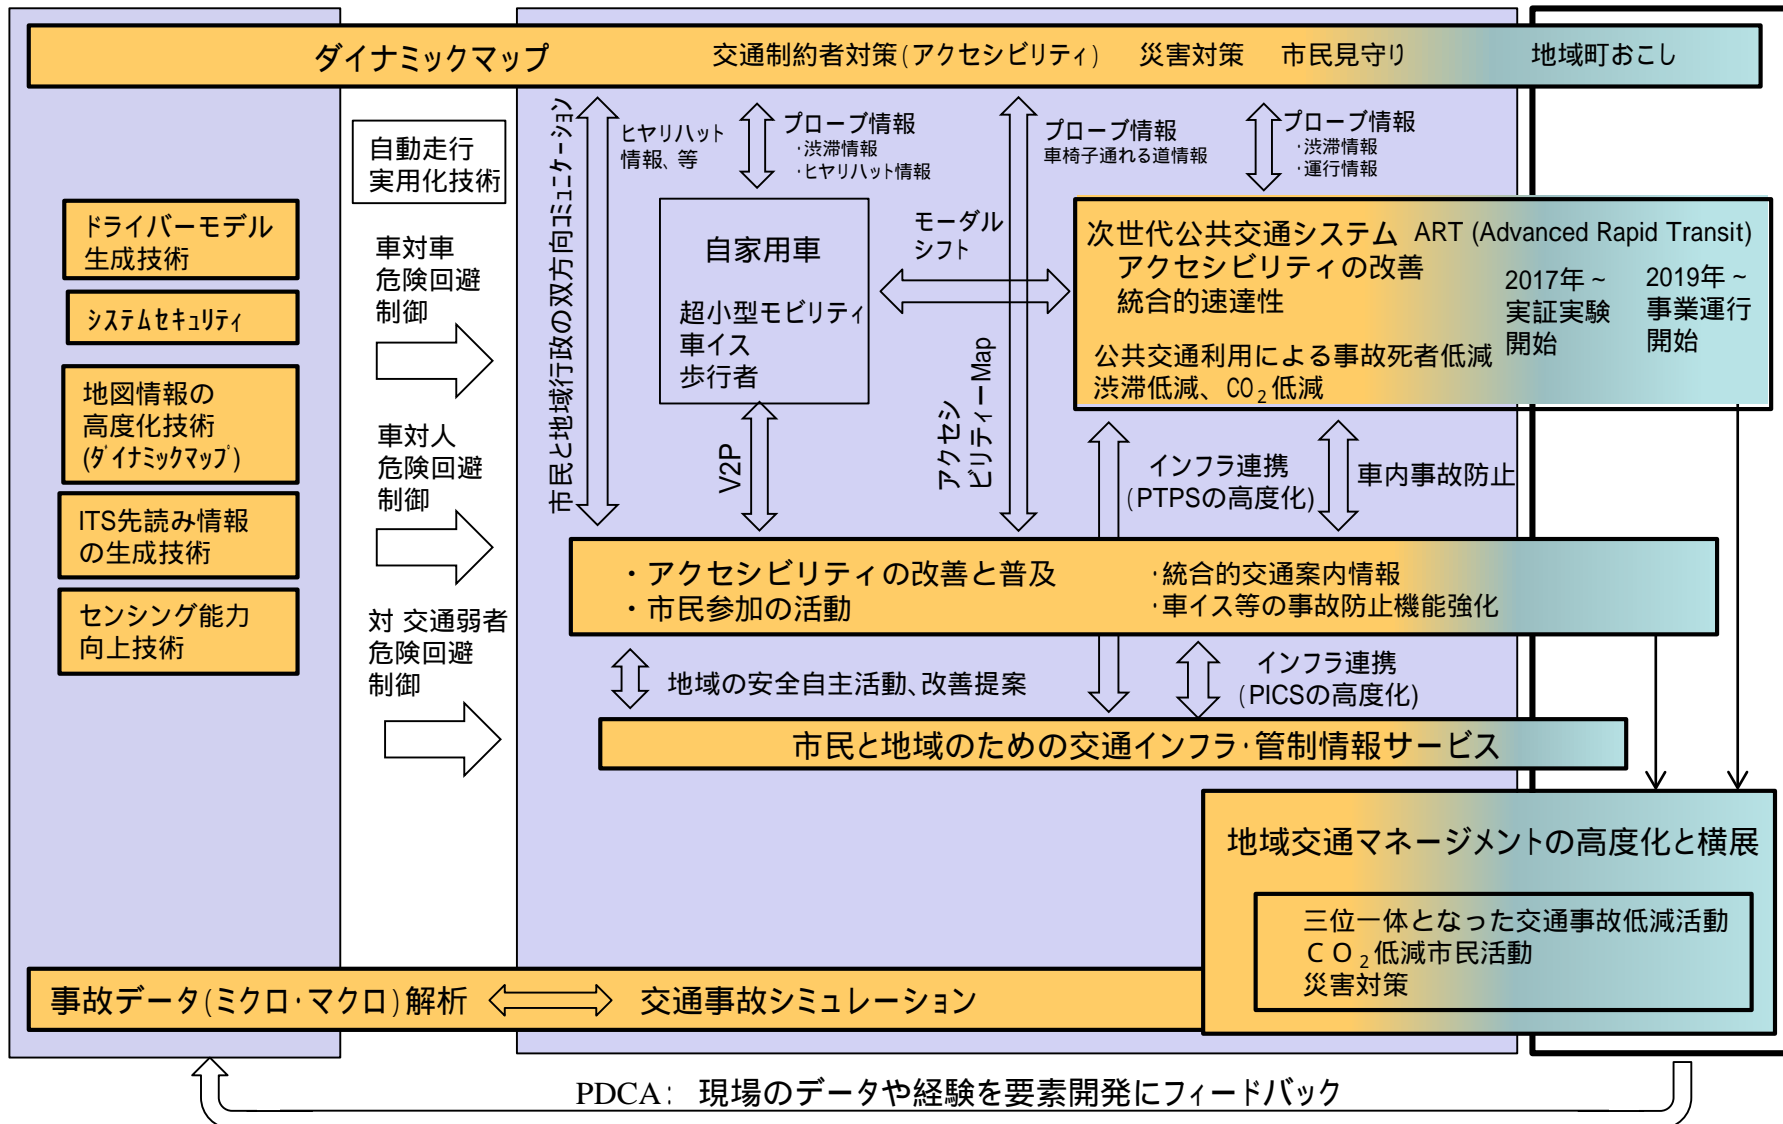 ダイナミックマップ
交通制約者対策(アクセシビリティ)
災害対策
市民見守り
地域町おこし
自動走行
実用化技術
ドライバーモデル
生成技術
システムセキュリティ
地図情報の
高度化技術
(ダイナミックマップ)
ITS先読み情報
の生成技術
センシング能力
向上技術
車対車
危険回避
制御
車対人
危険回避
制御
対 交通弱者
危険回避
制御
市民と地域行政の双方向コミュニケーション
ヒヤリハット
情報、等
プローブ情報
・渋滞情報
・ヒヤリハット情報
プローブ情報
車椅子通れる道情報
プローブ情報
・渋滞情報
・運行情報
自家用車
超小型モビリティ
車イス
歩行者
モーダル
シフト
次世代公共交通システム ART (Advanced Rapid Transit)
アクセシビリティの改善
統合的速達性
2017年~
実証実験
開始
2019年~
事業運行
開始
公共交通利用による事故死者低減
渋滞低減、CO2低減
V2P
アクセシ
ビリティーMap
インフラ連携
(PTPSの高度化)
車内事故防止
・アクセシビリティの改善と普及
・市民参加の活動
・統合的交通案内情報
・車イス等の事故防止機能強化
地域の安全自主活動、改善提案
インフラ連携
(PICSの高度化)
市民と地域のための交通インフラ・管制情報サービス
地域交通マネージメントの高度化と横展
三位一体となった交通事故低減活動
CO2低減市民活動
災害対策
事故データ(ミクロ・マクロ)解析
交通事故シミュレーション
PDCA: 現場のデータや経験を要素開発にフィードバック